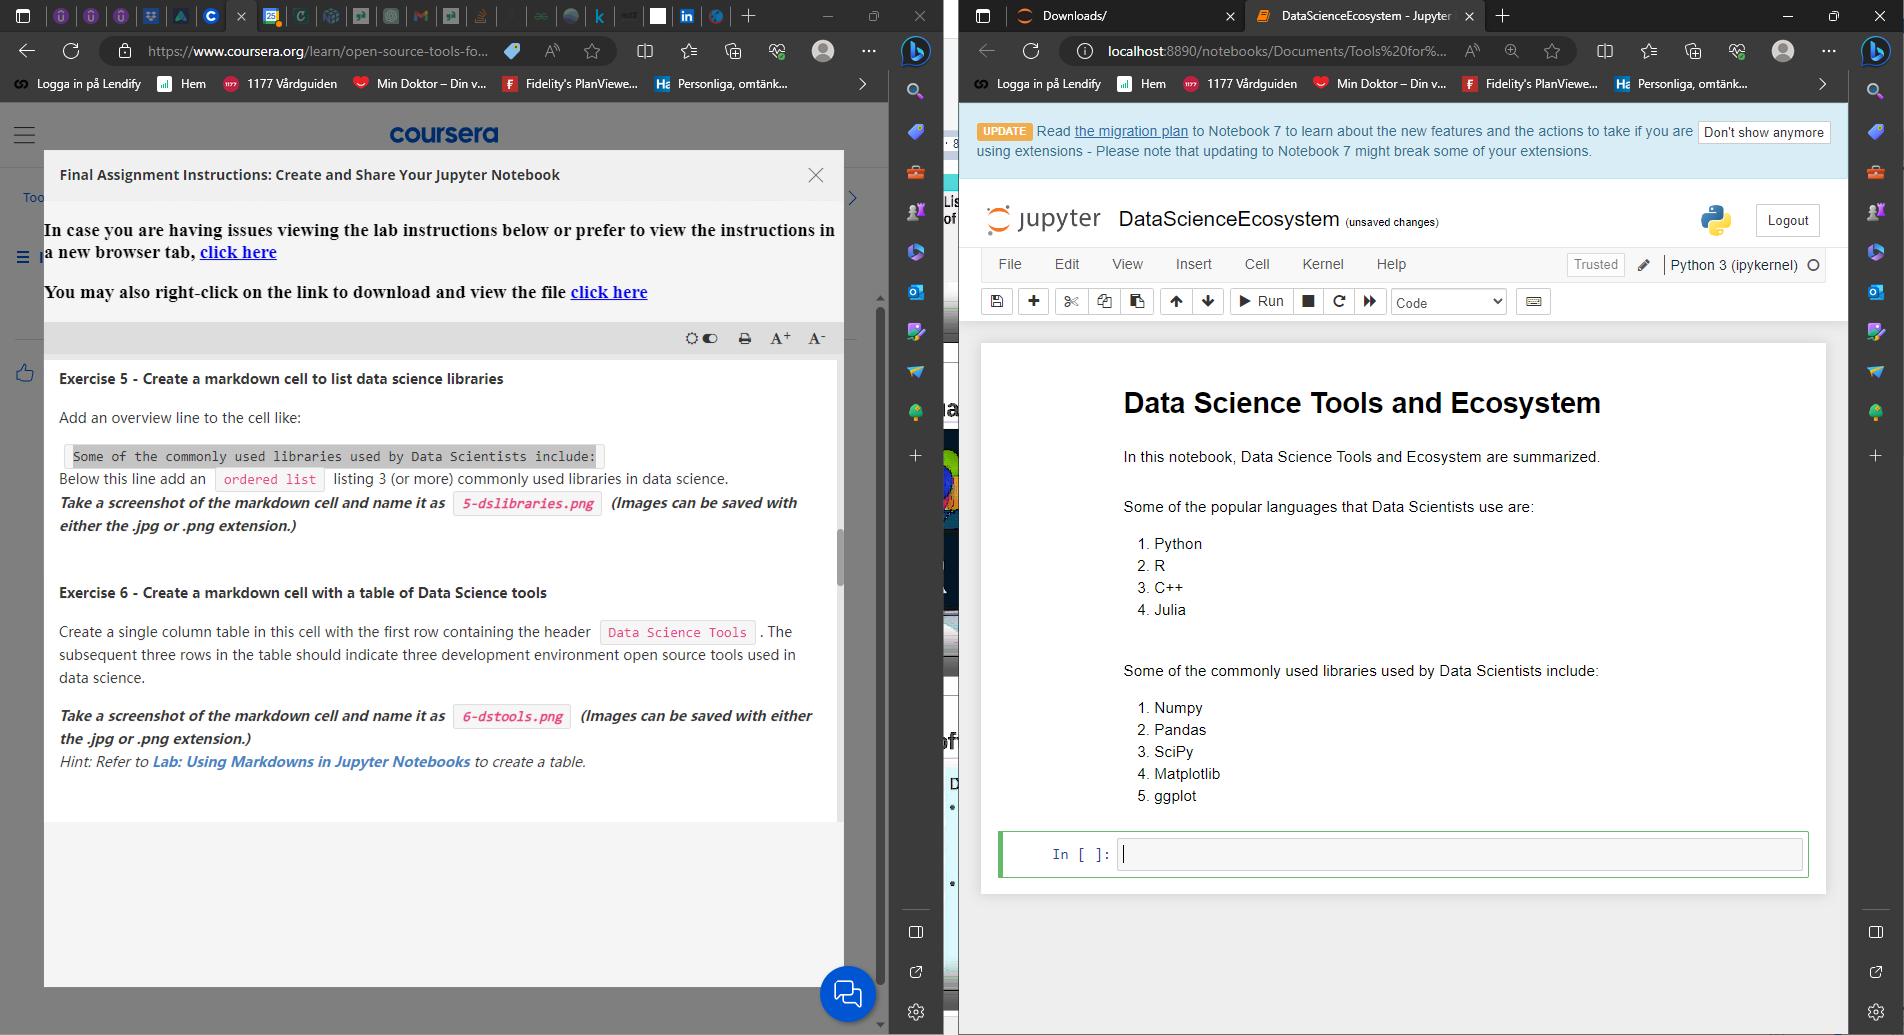 https://www.coursera.org/learn/open-source-tools-fo...
Logga in på Lendify
Hem
1177 Vårdguiden
Min Doktor – Din v...
Fidelity's PlanViewe...
Personliga, omtänk...
coursera
Too
Final Assignment Instructions: Create and Share Your Jupyter Notebook
In case you are having issues viewing the lab instructions below or prefer to view the instructions in
a new browser tab, click here
You may also right-click on the link to download and view the file click here
A+ A-
Exercise 5 - Create a markdown cell to list data science libraries
Add an overview line to the cell like:
Some of the commonly used libraries used by Data Scientists include:
Below this line add an ordered list listing 3 (or more) commonly used libraries in data science.
Take a screenshot of the markdown cell and name it as 5-dslibraries.png (Images can be saved with
either the .jpg or .png extension.)
Exercise 6 - Create a markdown cell with a table of Data Science tools
Create a single column table in this cell with the first row containing the header Data Science Tools . The
subsequent three rows in the table should indicate three development environment open source tools used in
data science.
Take a screenshot of the markdown cell and name it as 6-dstools.png (Images can be saved with either
the .jpg or .png extension.)
Hint: Refer to Lab: Using Markdowns in Jupyter Notebooks to create a table.
Downloads/
DataScienceEcosystem - Jupyter
localhost:8890/notebooks/Documents/Tools%20for%...
Logga in på Lendify
Hem
1177 Vårdguiden
Min Doktor – Din v...
Fidelity's PlanViewe...
Personliga, omtänk...
UPDATE Read the migration plan to Notebook 7 to learn about the new features and the actions to take if you are
using extensions - Please note that updating to Notebook 7 might break some of your extensions.
Don't show anymore
jupyter DataScienceEcosystem (unsaved changes)
Logout
File Edit View Insert Cell Kernel Help
Trusted
Python 3 (ipykernel)
Run
Code
Data Science Tools and Ecosystem
In this notebook, Data Science Tools and Ecosystem are summarized.
Some of the popular languages that Data Scientists use are:
1. Python
2. R
3. C++
4. Julia
Some of the commonly used libraries used by Data Scientists include:
1. Numpy
2. Pandas
3. SciPy
4. Matplotlib
5. ggplot
In [ ]: